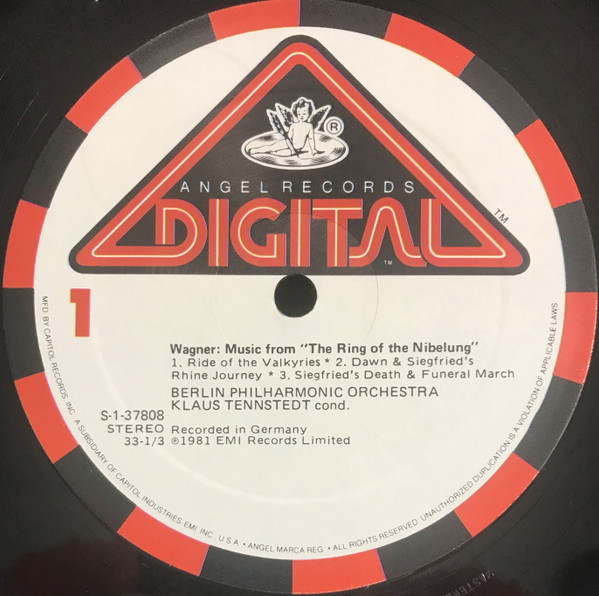 ®
ANGEL RECORDS
DIGITAL
TM
TM
1
Wagner: Music from "The Ring of the Nibelung"
1. Ride of the Valkyries * 2. Dawn & Siegfried's
Rhine Journey * 3. Siegfried's Death & Funeral March
BERLIN PHILHARMONIC ORCHESTRA
KLAUS TENNSTEDT cond.
S-1-37808
STEREO Recorded in Germany
33-1/3 ℗1981 EMI Records Limited
MFD. BY CAPITOL RECORDS, INC. A SUBSIDIARY OF CAPITOL INDUSTRIES-EMI, INC. U.S.A. • ANGEL MARCA REG. • ALL RIGHTS RESERVED. UNAUTHORIZED DUPLICATION IS A VIOLATION OF APPLICABLE LAWS